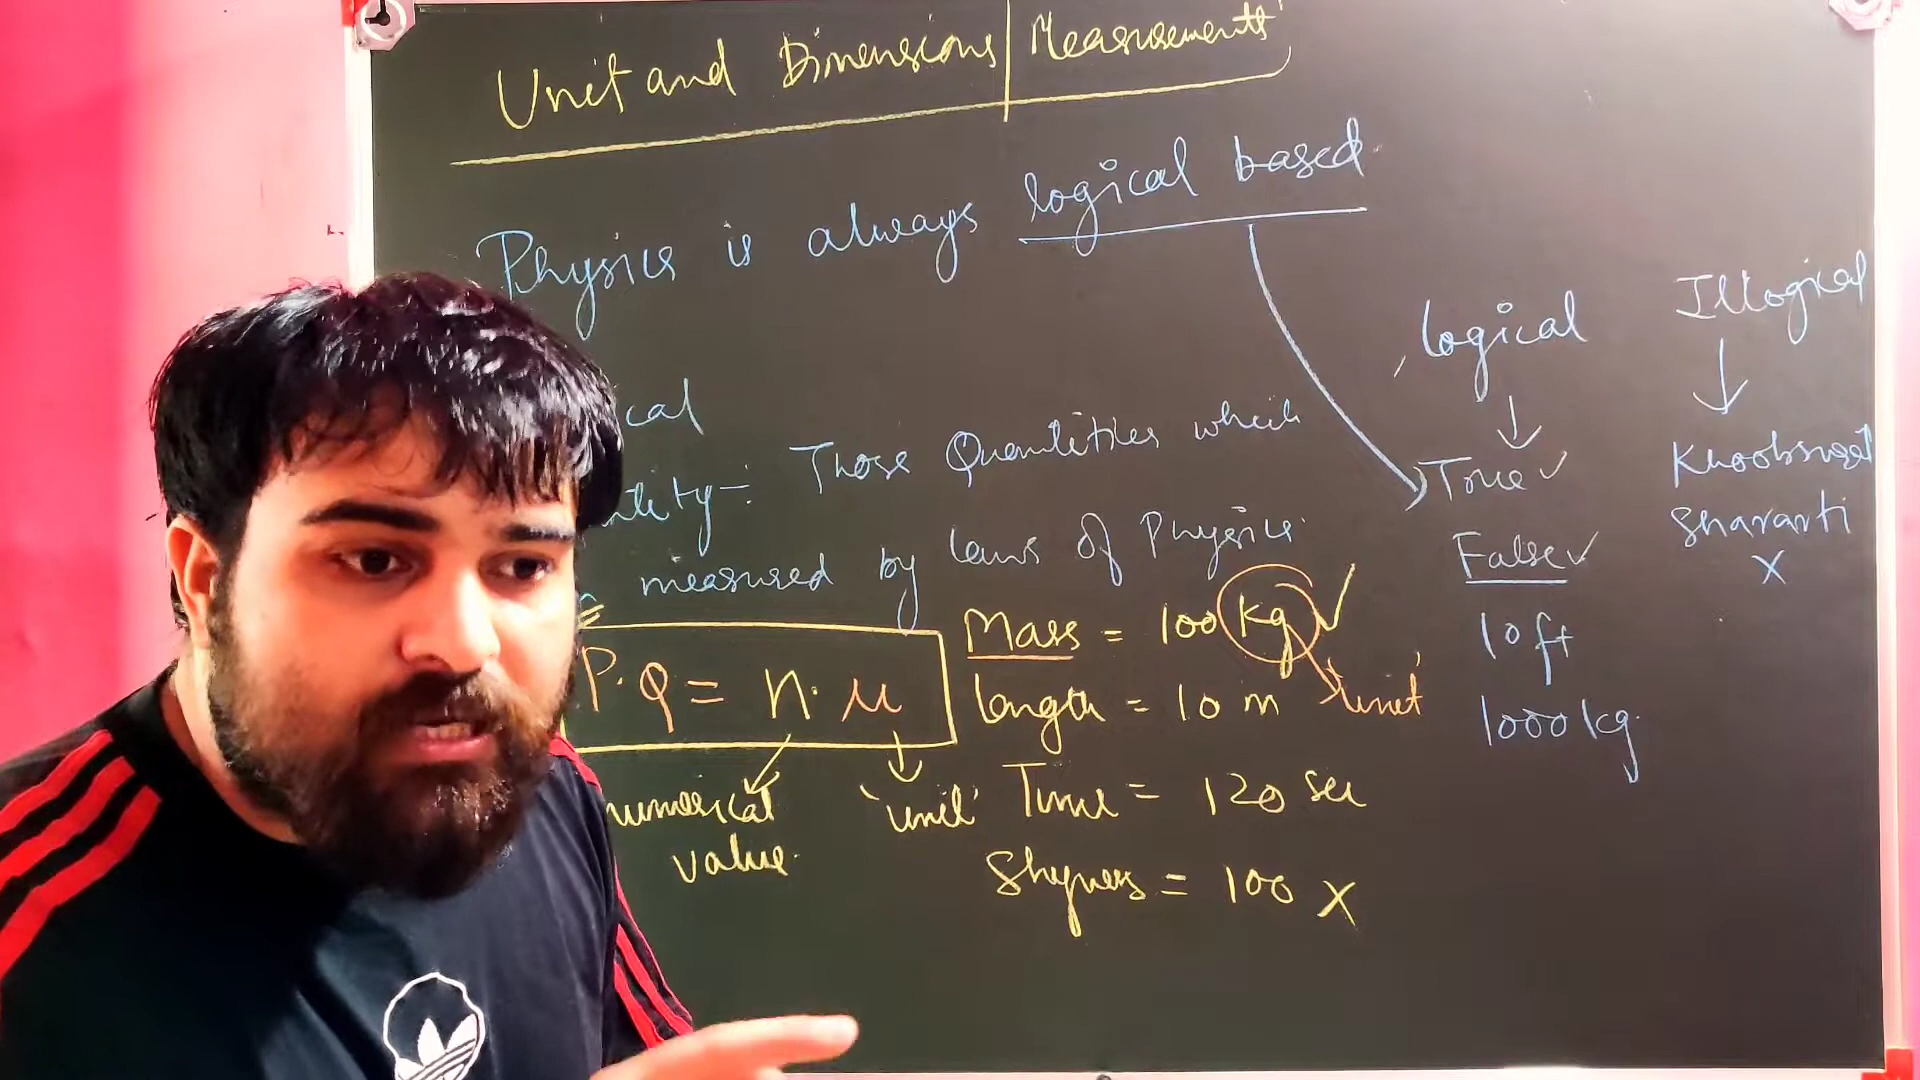 Unit and Dimensions | Measurements
Physics is always logical based
logical
Illogical
True ✓
Khoobsurat
False ✓
Shararti
X
10 ft
1000 kg
cal
ntity :- Those Quantities which
measured by laws of Physics
P.Q = n. u
numerical
value
'unit'
Mass = 100 kg ✓
'unit'
length = 10 m
Time = 120 sec
Shyness = 100 X